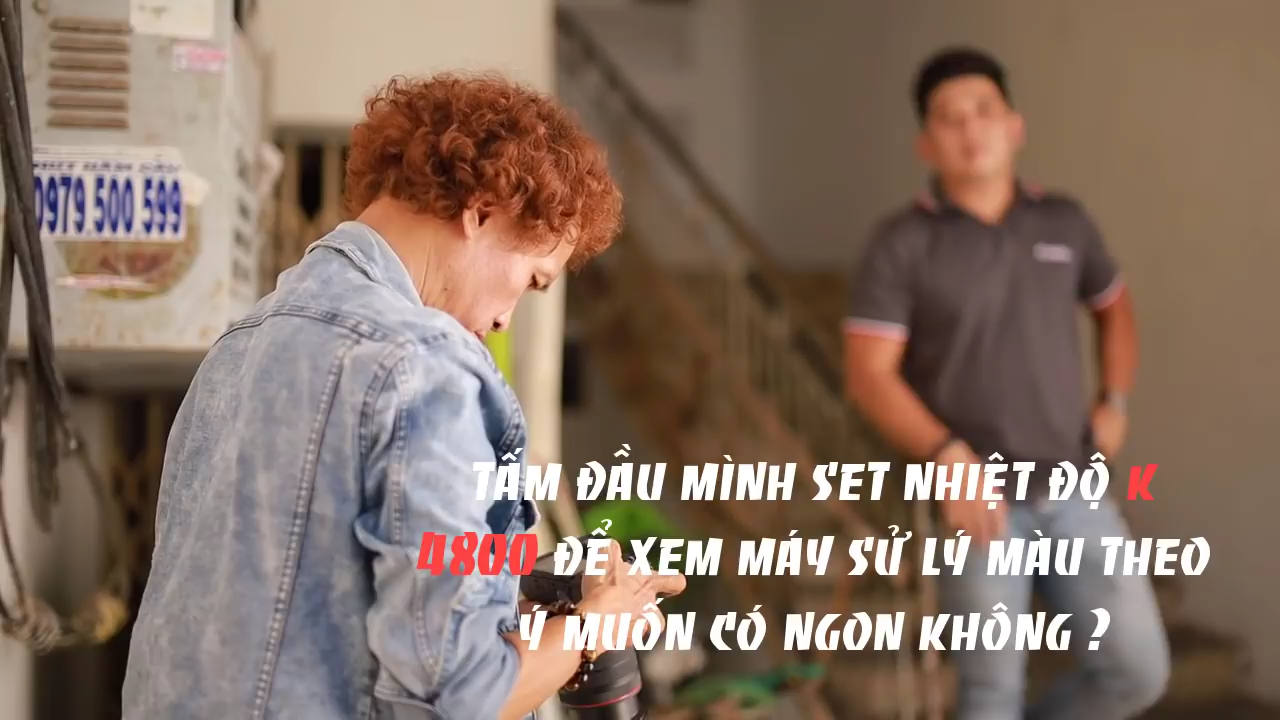 0979 500 599
TẤM ĐẦU MÌNH SET NHIỆT ĐỘ K
4800 ĐỂ XEM MÁY SỬ LÝ MÀU THEO
Ý MUỐN CÓ NGON KHÔNG ?